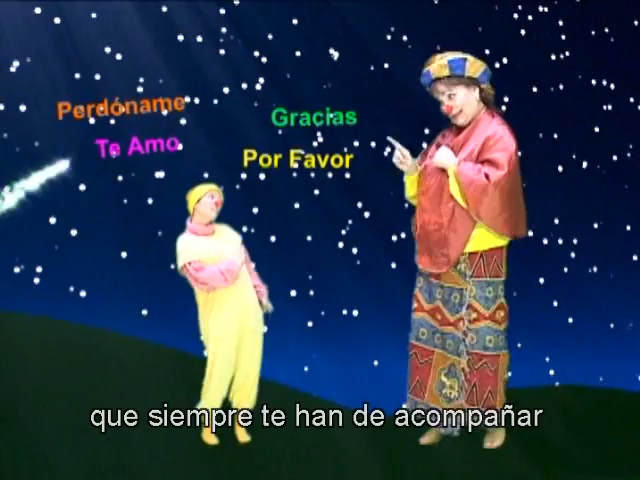 Perdóname
Gracias
Te Amo
Por Favor
que siempre te han de acompañar